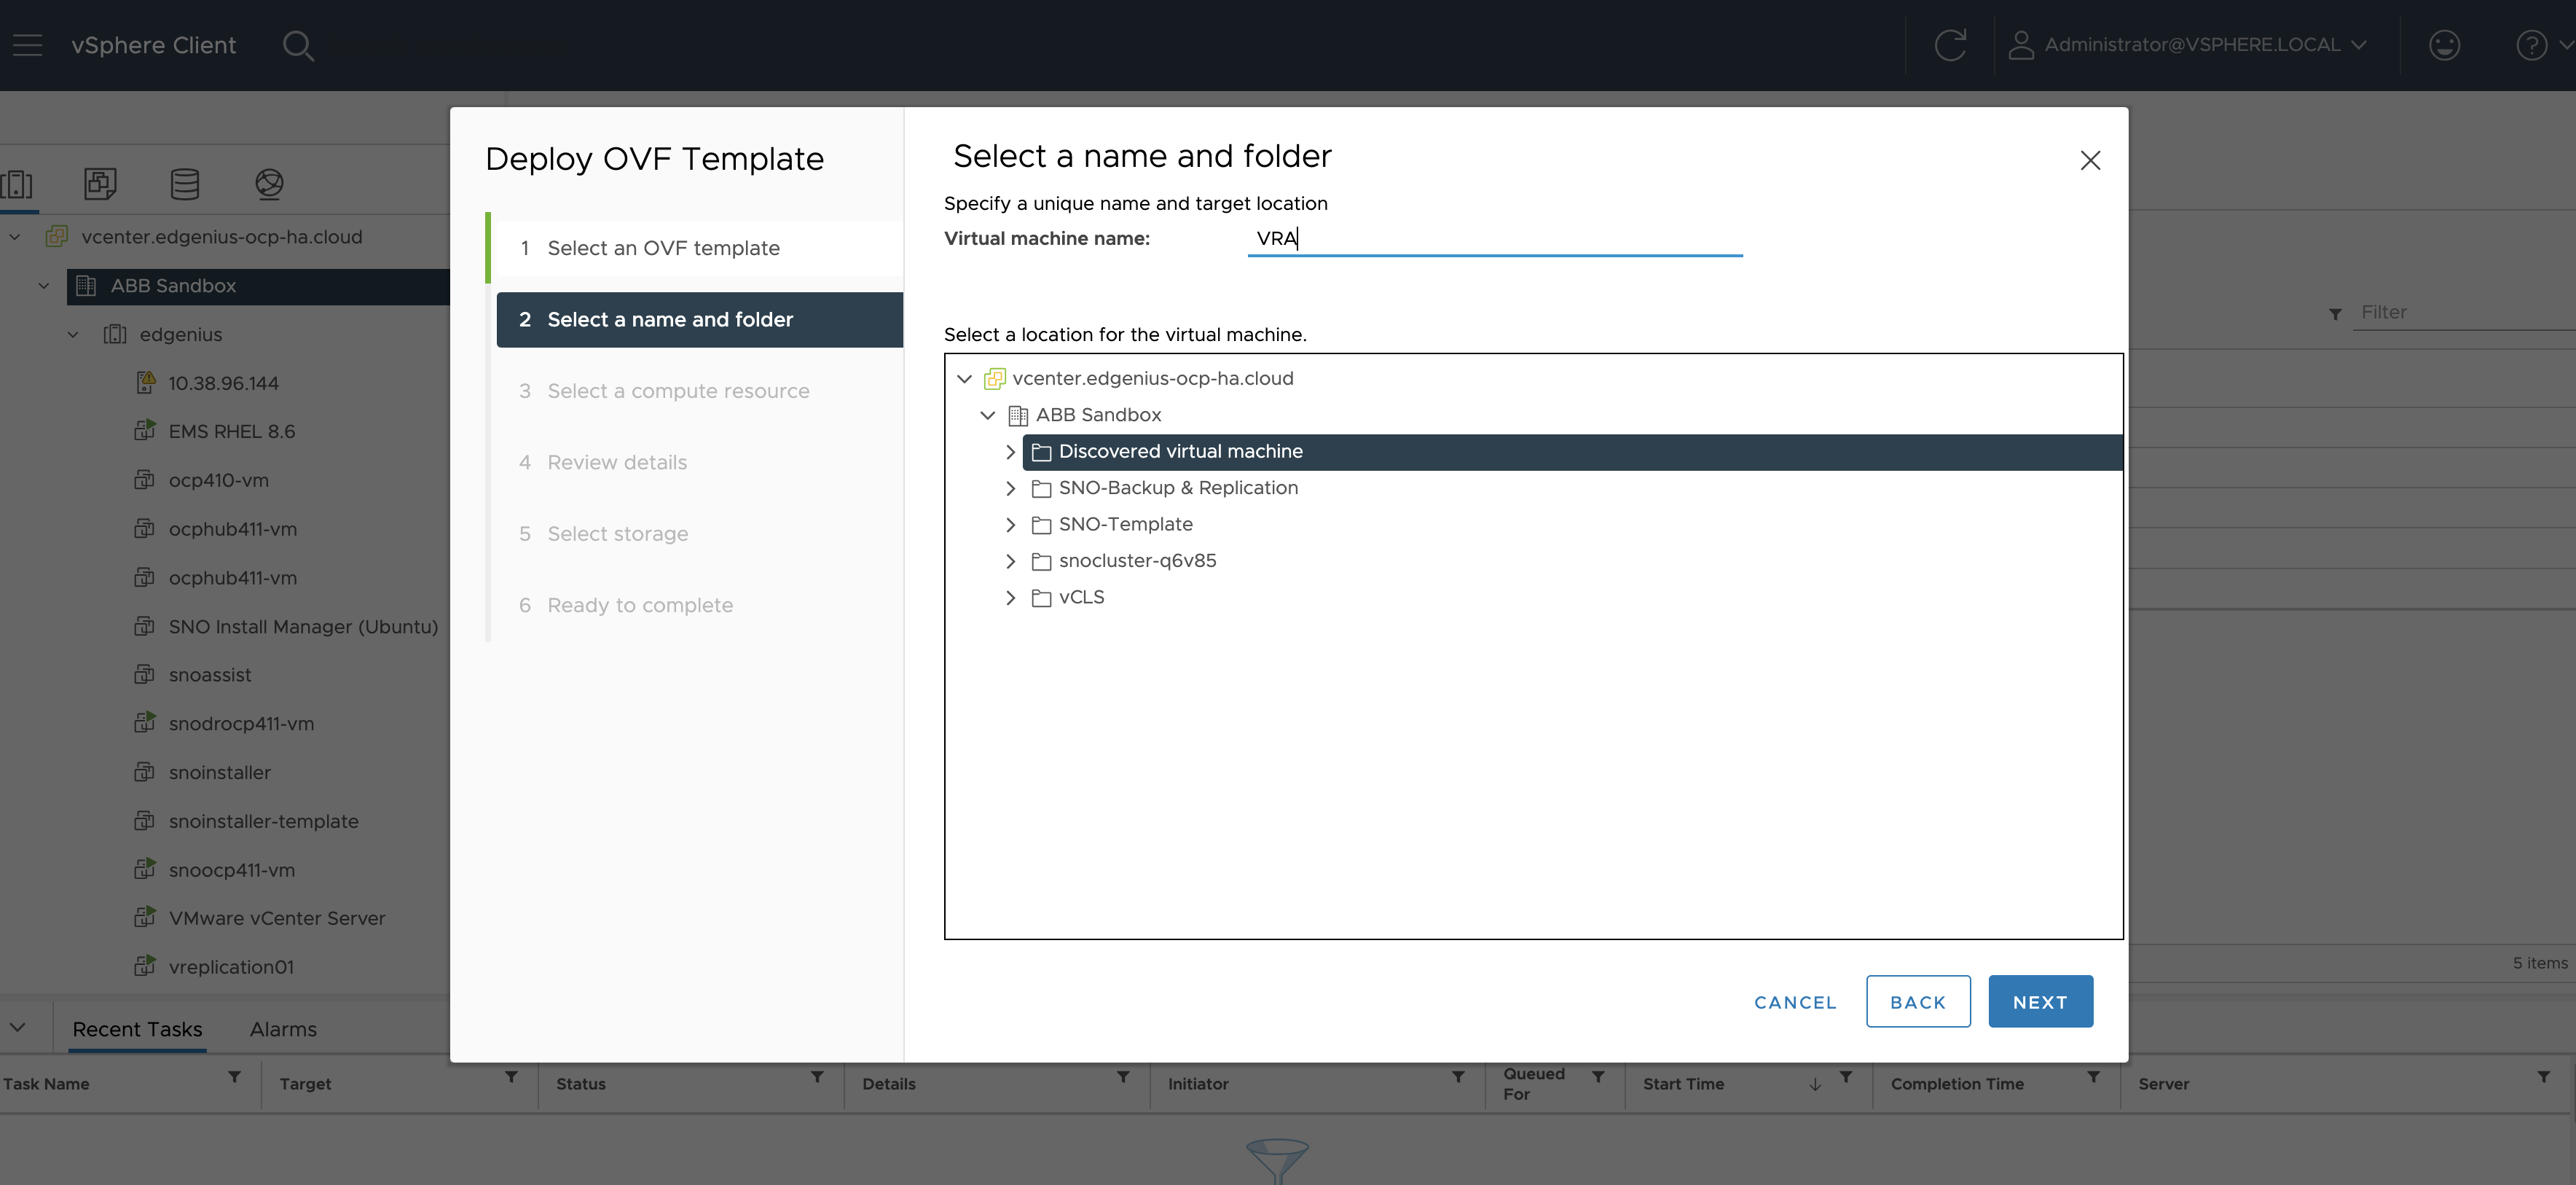 vSphere Client
Administrator@VSPHERE.LOCAL
vcenter.edgenius-ocp-ha.cloud
ABB Sandbox
edgenius
10.38.96.144
EMS RHEL 8.6
ocp410-vm
ocphub411-vm
ocphub411-vm
SNO Install Manager (Ubuntu)
snoassist
snodrocp411-vm
snoinstaller
snoinstaller-template
snoocp411-vm
VMware vCenter Server
vreplication01
Deploy OVF Template
1 Select an OVF template
2 Select a name and folder
3 Select a compute resource
4 Review details
5 Select storage
6 Ready to complete
Select a name and folder
Specify a unique name and target location
Virtual machine name: VRA
Select a location for the virtual machine.
vcenter.edgenius-ocp-ha.cloud
ABB Sandbox
Discovered virtual machine
SNO-Backup & Replication
SNO-Template
snocluster-q6v85
vCLS
CANCEL BACK NEXT
Filter
5 items
Recent Tasks Alarms
Task Name Target Status Details Initiator Queued For Start Time Completion Time Server